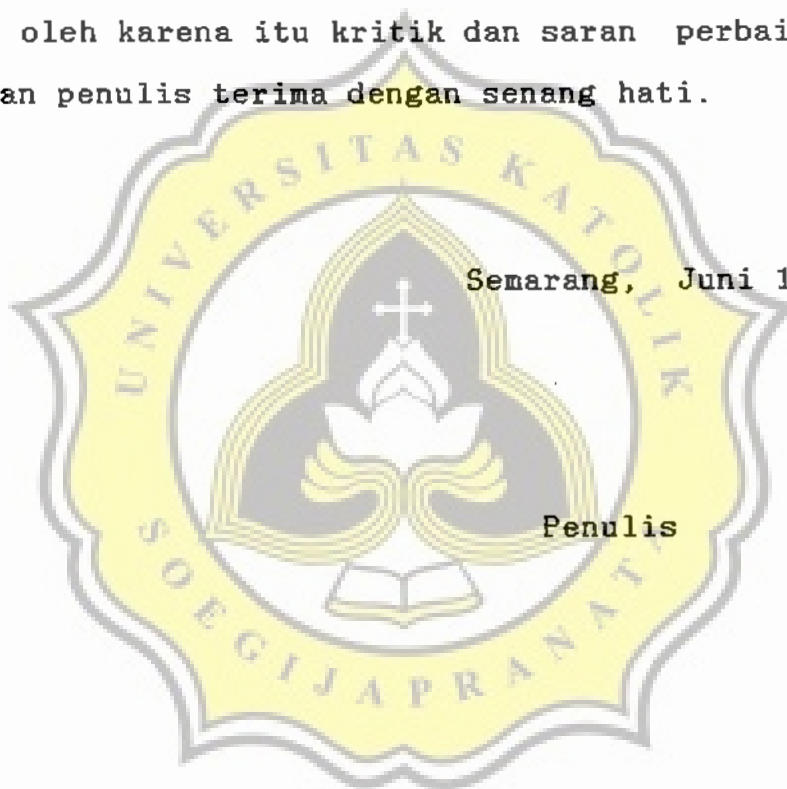 oleh karena itu kritik dan saran perbai
an penulis terima dengan senang hati.
UNIVERSITAS KATOLIK
Semarang, Juni 1
Penulis
SOEGIJAPRANATA